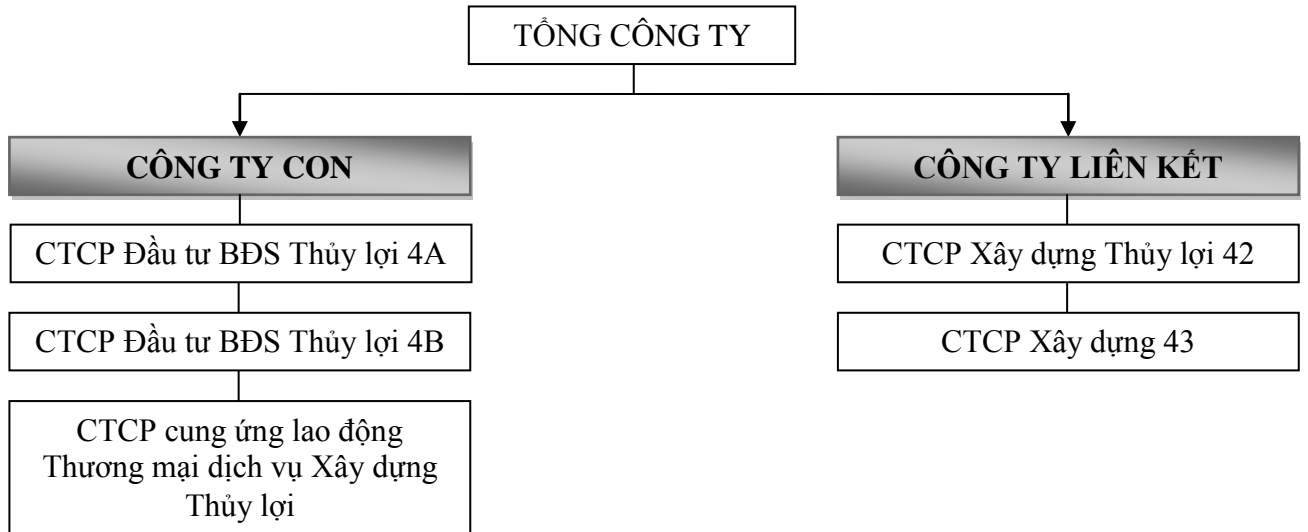 TỔNG CÔNG TY
CÔNG TY CON
CTCP Đầu tư BĐS Thủy lợi 4A
CTCP Đầu tư BĐS Thủy lợi 4B
CTCP cung ứng lao động
Thương mại dịch vụ Xây dựng
Thủy lợi
CÔNG TY LIÊN KẾT
CTCP Xây dựng Thủy lợi 42
CTCP Xây dựng 43